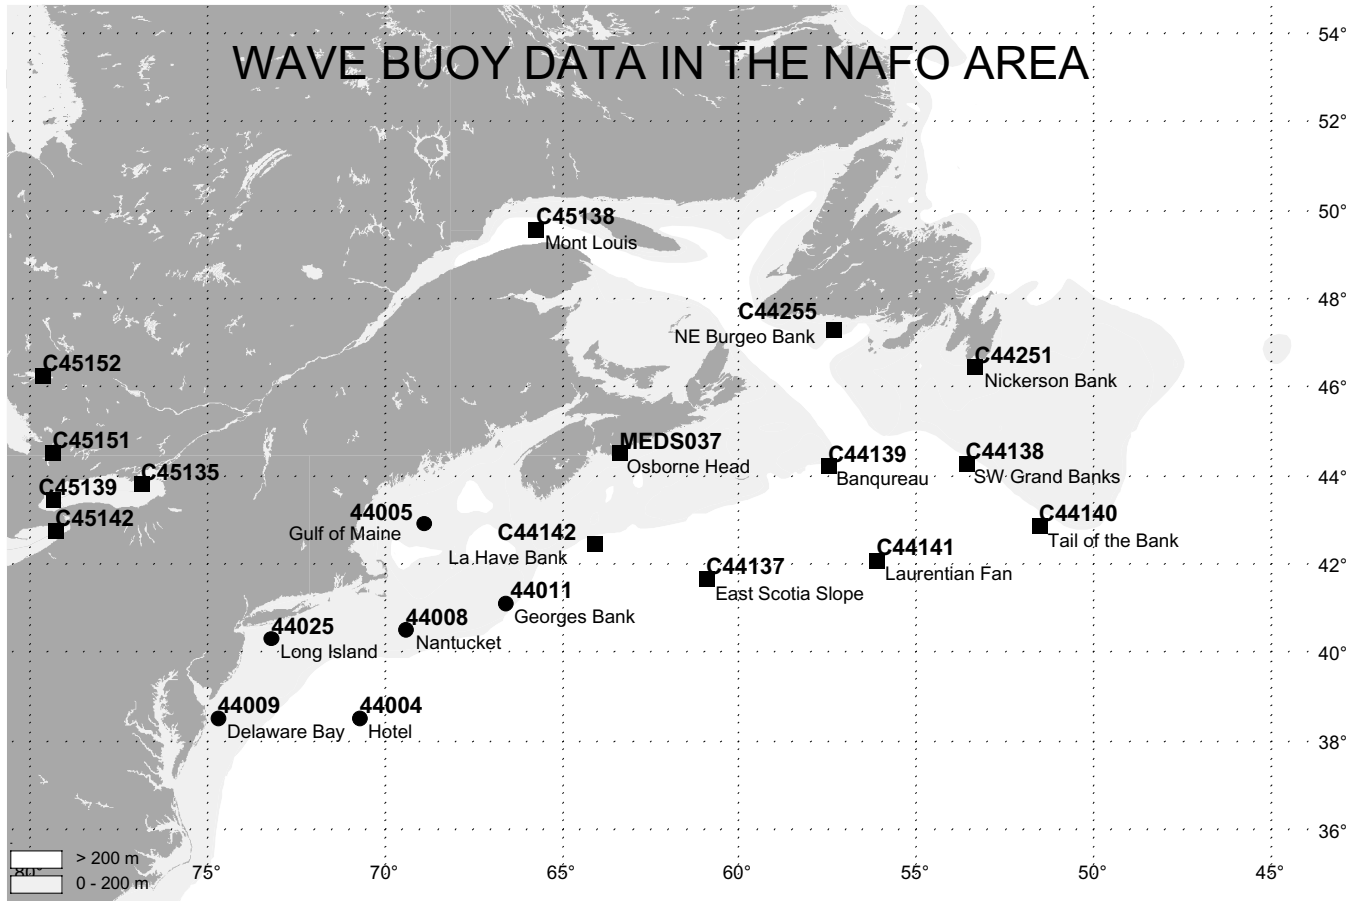 WAVE BUOY DATA IN THE NAFO AREA
54°
52°
50°
C45138
Mont Louis
48°
C44255
NE Burgeo Bank
C44251
Nickerson Bank
C45152
46°
C45151
MEDS037
Osborne Head
C44139
Banqureau
C44138
SW Grand Banks
C45135
C45139
44°
C45142
44005
Gulf of Maine
C44142
La Have Bank
C44140
Tail of the Bank
C44141
Laurentian Fan
42°
C44137
East Scotia Slope
44011
Georges Bank
44008
Nantucket
44025
Long Island
40°
44009
Delaware Bay
44004
Hotel
38°
36°
> 200 m
0 - 200 m
80°
75°
70°
65°
60°
55°
50°
45°